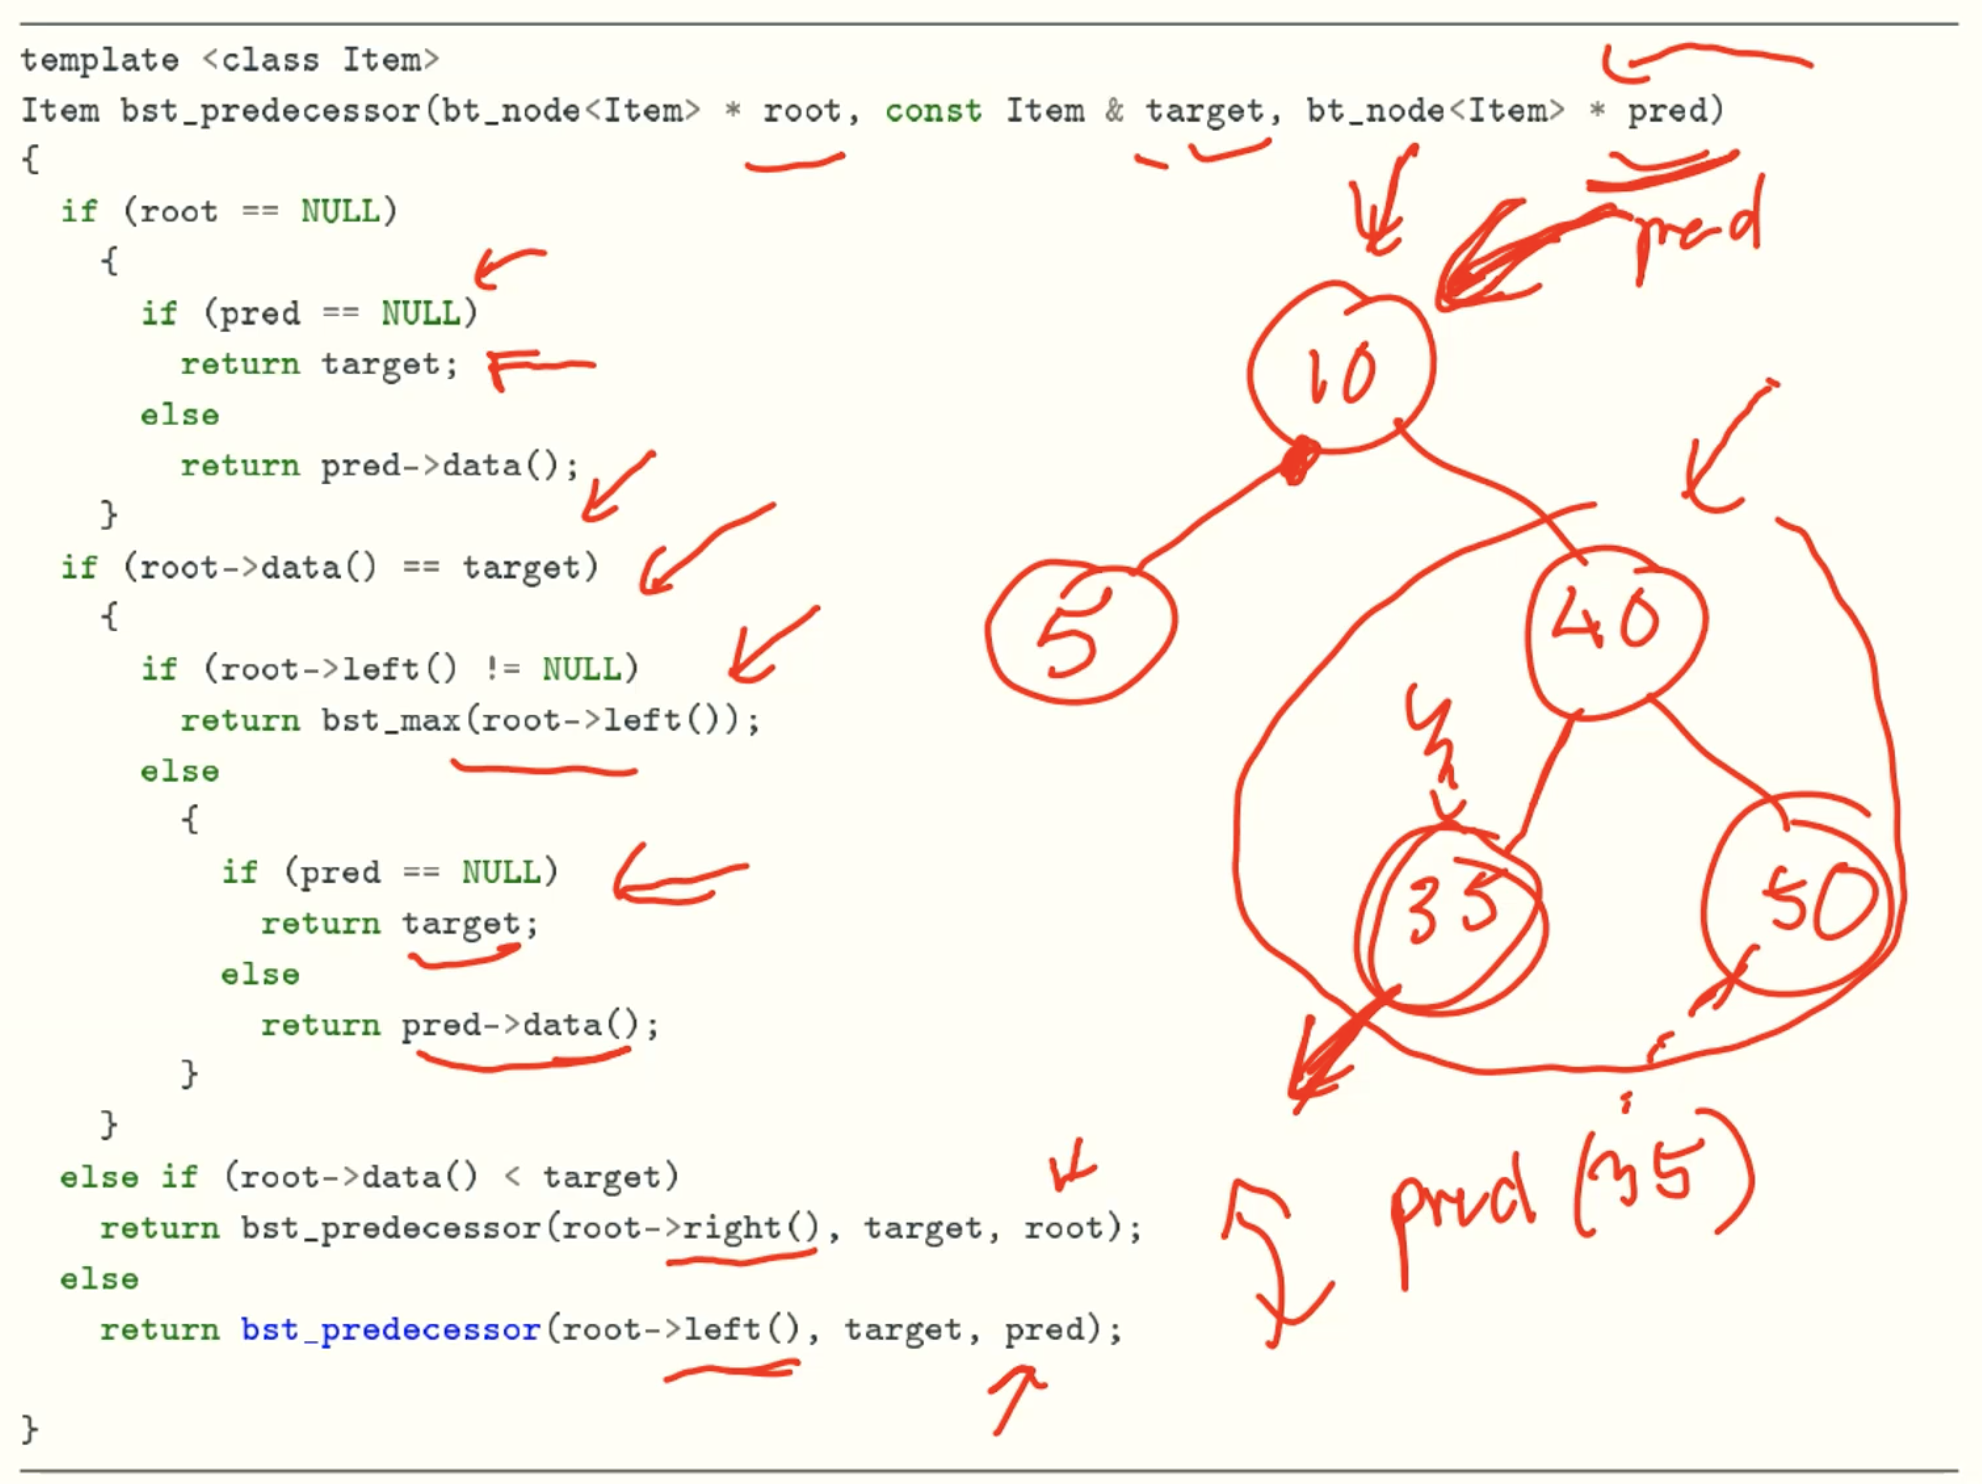 template <class Item>
Item bst_predecessor(bt_node<Item> * root, const Item & target, bt_node<Item> * pred)
{
  if (root == NULL)
    {
      if (pred == NULL)
        return target;
      else
        return pred->data();
    }
  if (root->data() == target)
    {
      if (root->left() != NULL)
        return bst_max(root->left());
      else
        {
          if (pred == NULL)
            return target;
          else
            return pred->data();
        }
    }
  else if (root->data() < target)
    return bst_predecessor(root->right(), target, root);
  else
    return bst_predecessor(root->left(), target, pred);
}
pred
10
5
40
35
50
pred (35)